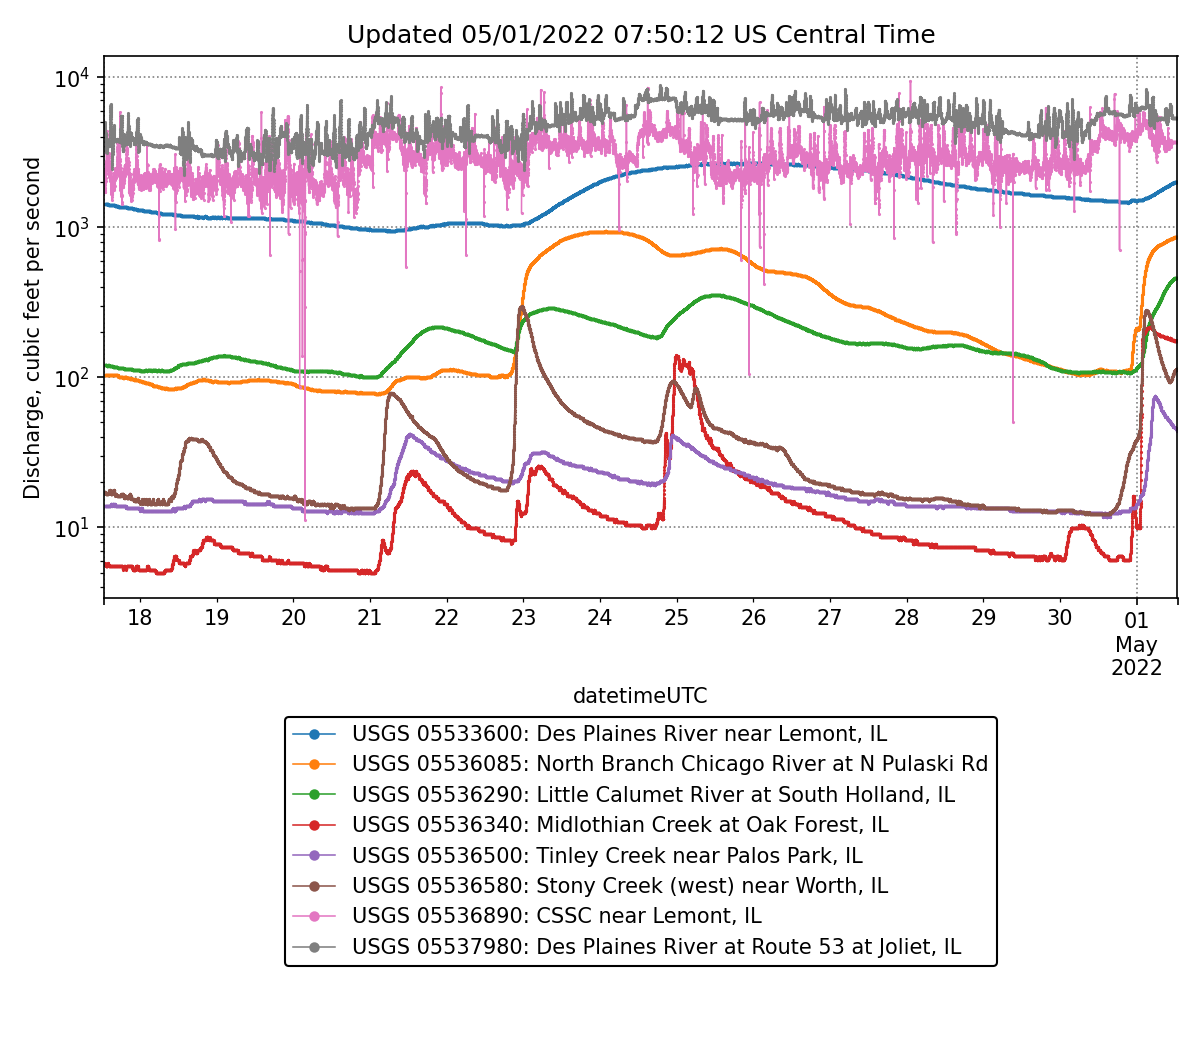 Updated 05/01/2022 07:50:12 US Central Time
Discharge, cubic feet per second
10^4
10^3
10^2
10^1
18 19 20 21 22 23 24 25 26 27 28 29 30 01
May
2022
datetimeUTC
USGS 05533600: Des Plaines River near Lemont, IL
USGS 05536085: North Branch Chicago River at N Pulaski Rd
USGS 05536290: Little Calumet River at South Holland, IL
USGS 05536340: Midlothian Creek at Oak Forest, IL
USGS 05536500: Tinley Creek near Palos Park, IL
USGS 05536580: Stony Creek (west) near Worth, IL
USGS 05536890: CSSC near Lemont, IL
USGS 05537980: Des Plaines River at Route 53 at Joliet, IL